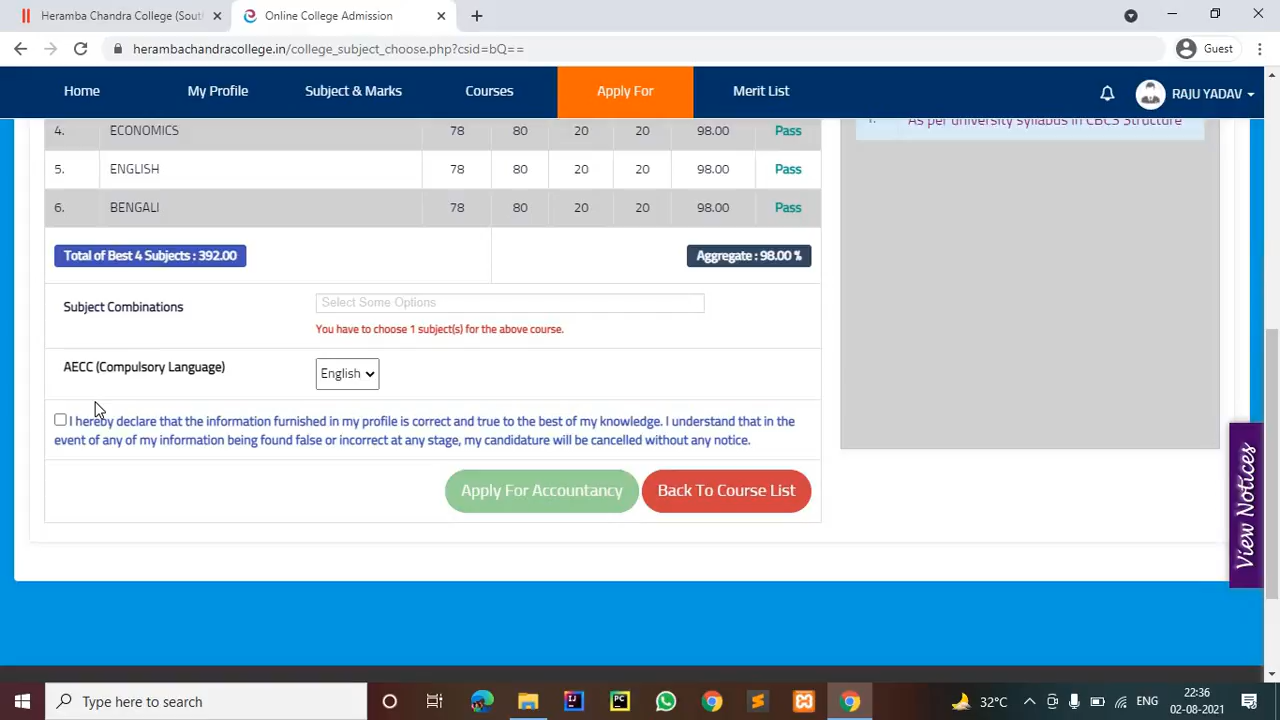 Heramba Chandra College (Sout
Online College Admission
herambachandracollege.in/college_subject_choose.php?csid=bQ==
Guest
Home My Profile Subject & Marks Courses Apply For Merit List RAJU YADAV
4. ECONOMICS 78 80 20 20 98.00 Pass
1. As per university syllabus in CBCS Structure
5. ENGLISH 78 80 20 20 98.00 Pass
6. BENGALI 78 80 20 20 98.00 Pass
Total of Best 4 Subjects : 392.00 Aggregate : 98.00 %
Subject Combinations Select Some Options
You have to choose 1 subject(s) for the above course.
AECC (Compulsory Language) English
I hereby declare that the information furnished in my profile is correct and true to the best of my knowledge. I understand that in the
event of any of my information being found false or incorrect at any stage, my candidature will be cancelled without any notice.
Apply For Accountancy Back To Course List
View Notices
Type here to search
32°C ENG 22:36
02-08-2021